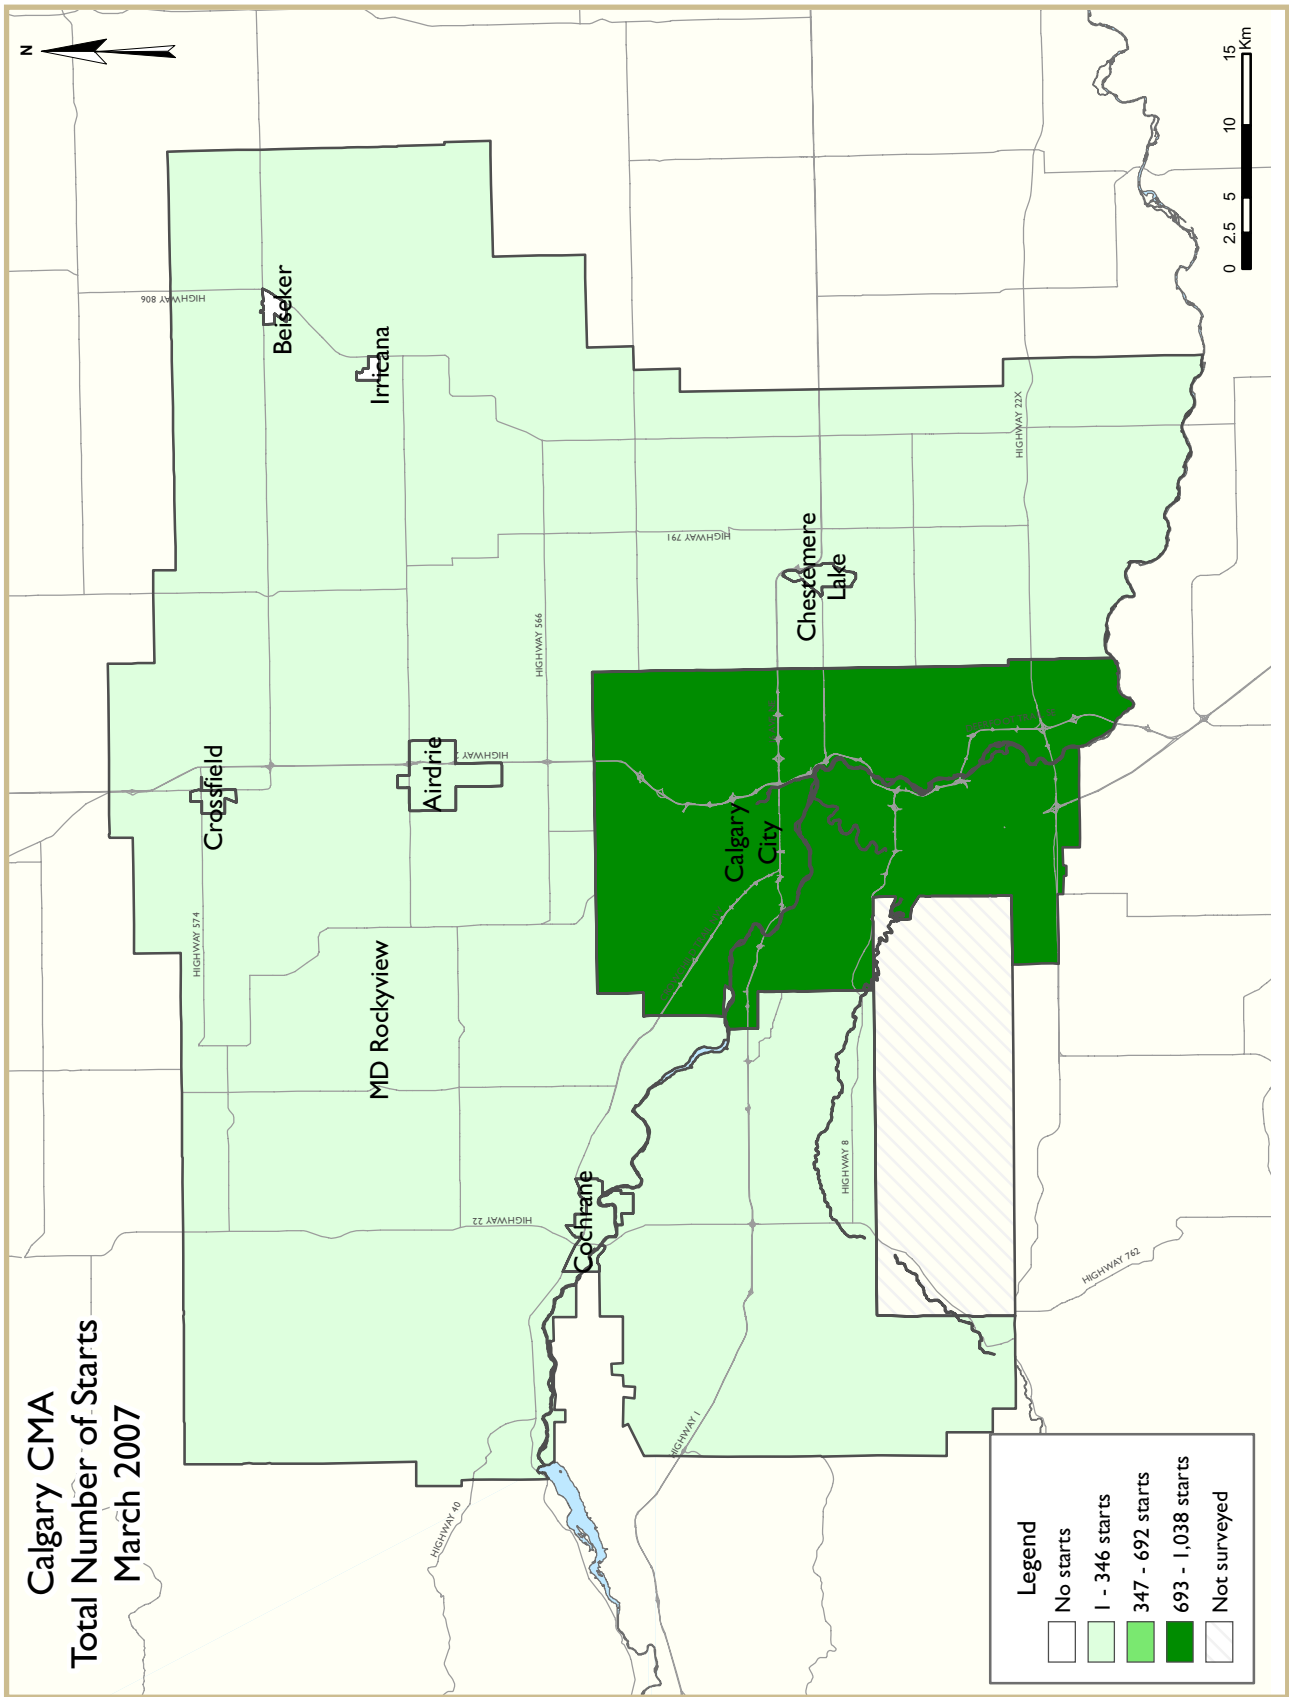 Calgary CMA
Total Number of Starts
March 2007
N
Crossfield
Beiseker
Irricana
Airdrie
MD Rockyview
Cochrane
Calgary
City
Chestemere
Lake
HIGHWAY 806
HIGHWAY 574
HIGHWAY 566
HIGHWAY
HIGHWAY 22
HIGHWAY 40
HIGHWAY 791
HIGHWAY 1
HIGHWAY 8
HIGHWAY 22X
HIGHWAY 762
Legend
No starts
1 - 346 starts
347 - 692 starts
693 - 1,038 starts
Not surveyed
0 2.5 5 10 15
Km